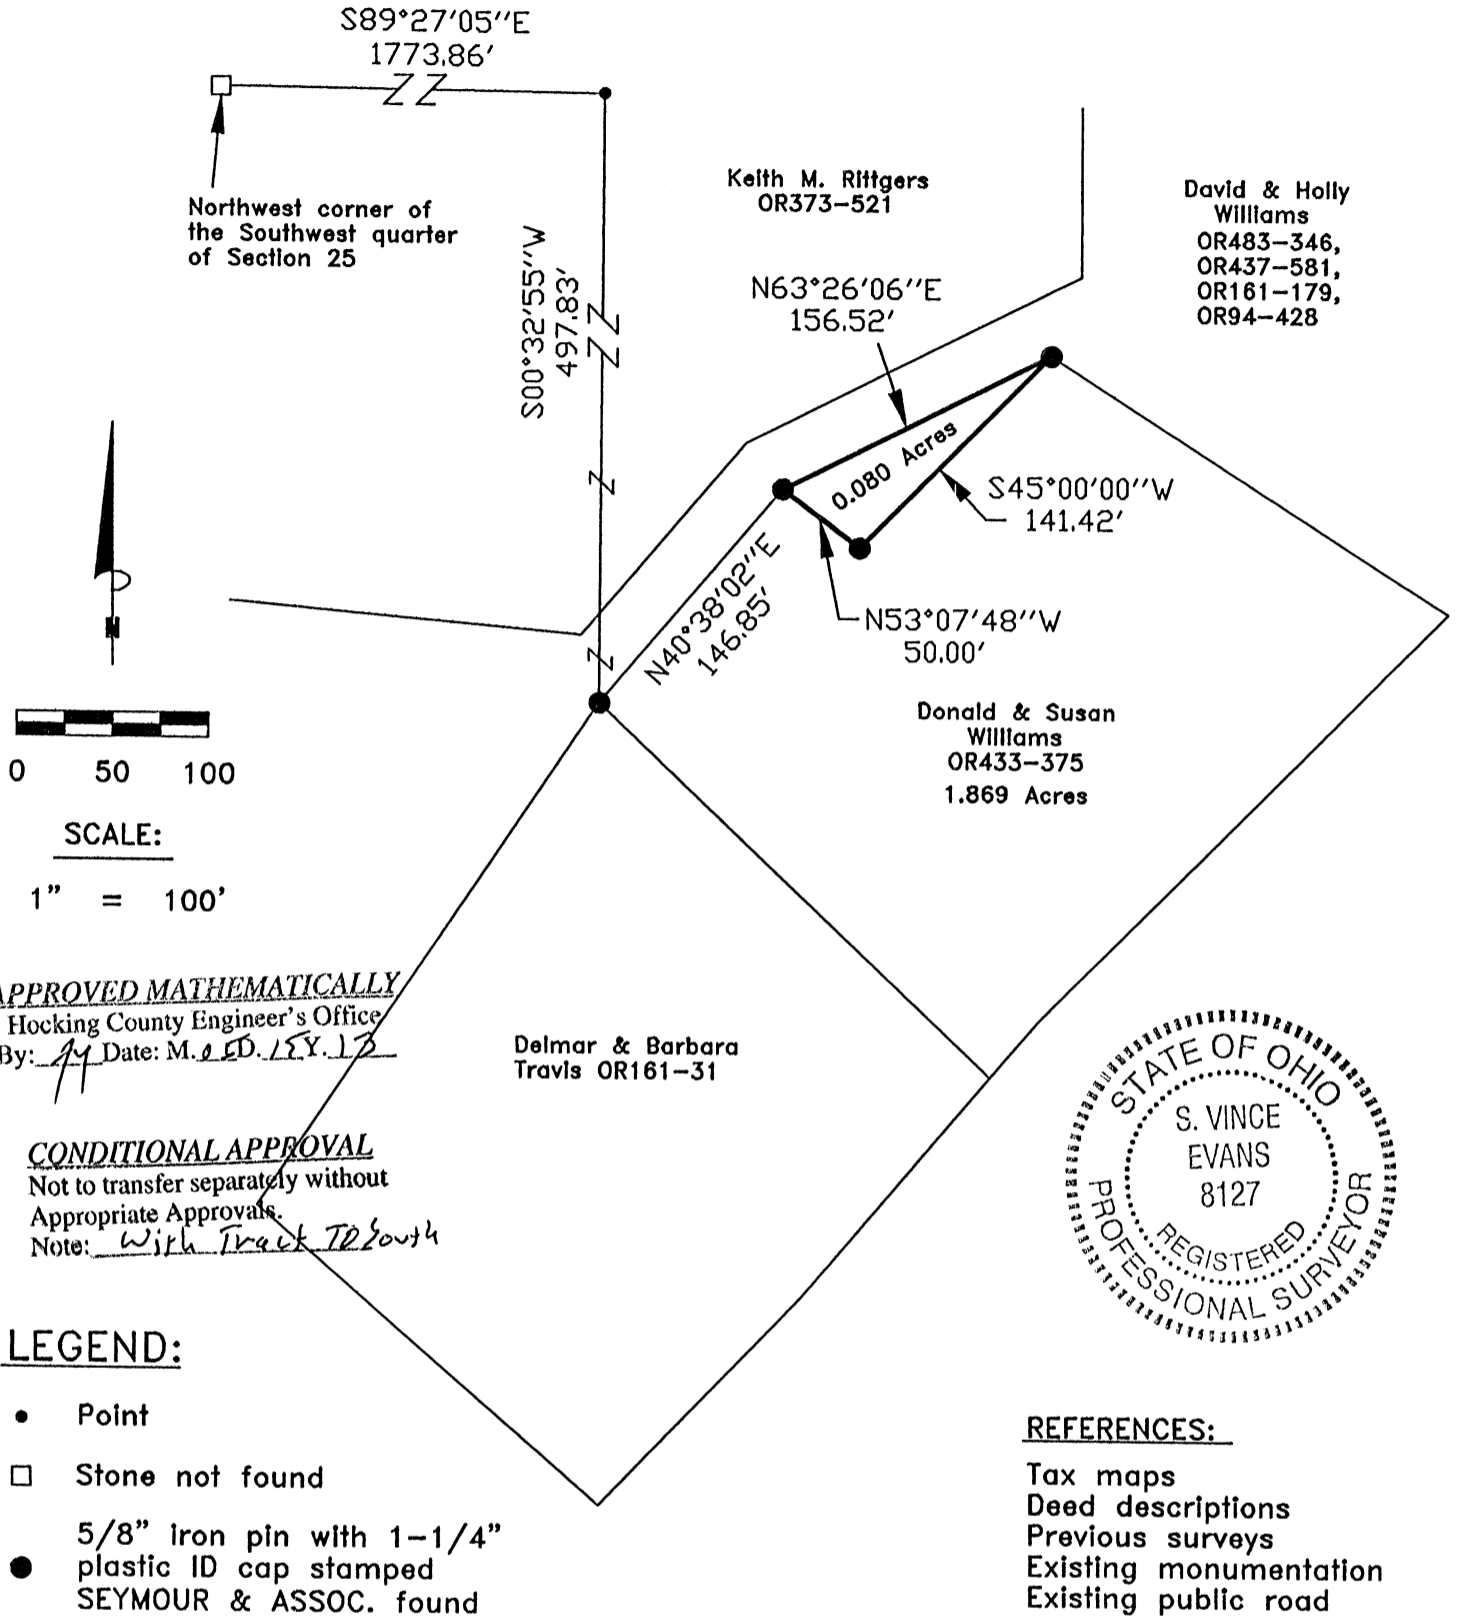 S89°27'05"E
1773.86'
Northwest corner of
the Southwest quarter
of Section 25
S00°32'55"W
497.83'
Keith M. Rittgers
OR373-521
David & Holly
Williams
OR483-346,
OR437-581,
OR161-179,
OR94-428
N63°26'06"E
156.52'
0.080 Acres
S45°00'00"W
141.42'
N40°38'02"E
146.85'
N53°07'48"W
50.00'
N
Donald & Susan
Williams
OR433-375
1.869 Acres
0 50 100
SCALE:
1" = 100'
APPROVED MATHEMATICALLY
Hocking County Engineer's Office
By: Date: M. D. 15 Y. 13
Delmar & Barbara
Travis OR161-31
CONDITIONAL APPROVAL
Not to transfer separately without
Appropriate Approvals.
Note: With Tract TO South
STATE OF OHIO
S. VINCE
EVANS
8127
REGISTERED
PROFESSIONAL SURVEYOR
LEGEND:
Point
Stone not found
5/8" iron pin with 1-1/4"
plastic ID cap stamped
SEYMOUR & ASSOC. found
REFERENCES:
Tax maps
Deed descriptions
Previous surveys
Existing monumentation
Existing public road